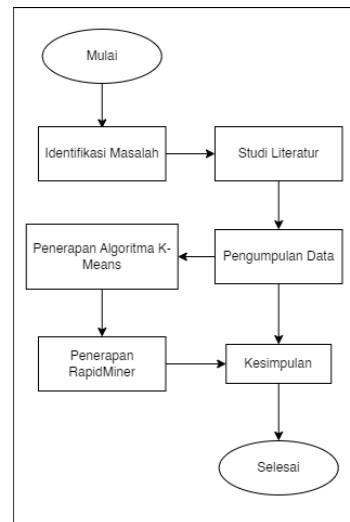 Mulai
Identifikasi Masalah
Studi Literatur
Pengumpulan Data
Penerapan Algoritma K-
Means
Penerapan
RapidMiner
Kesimpulan
Selesai